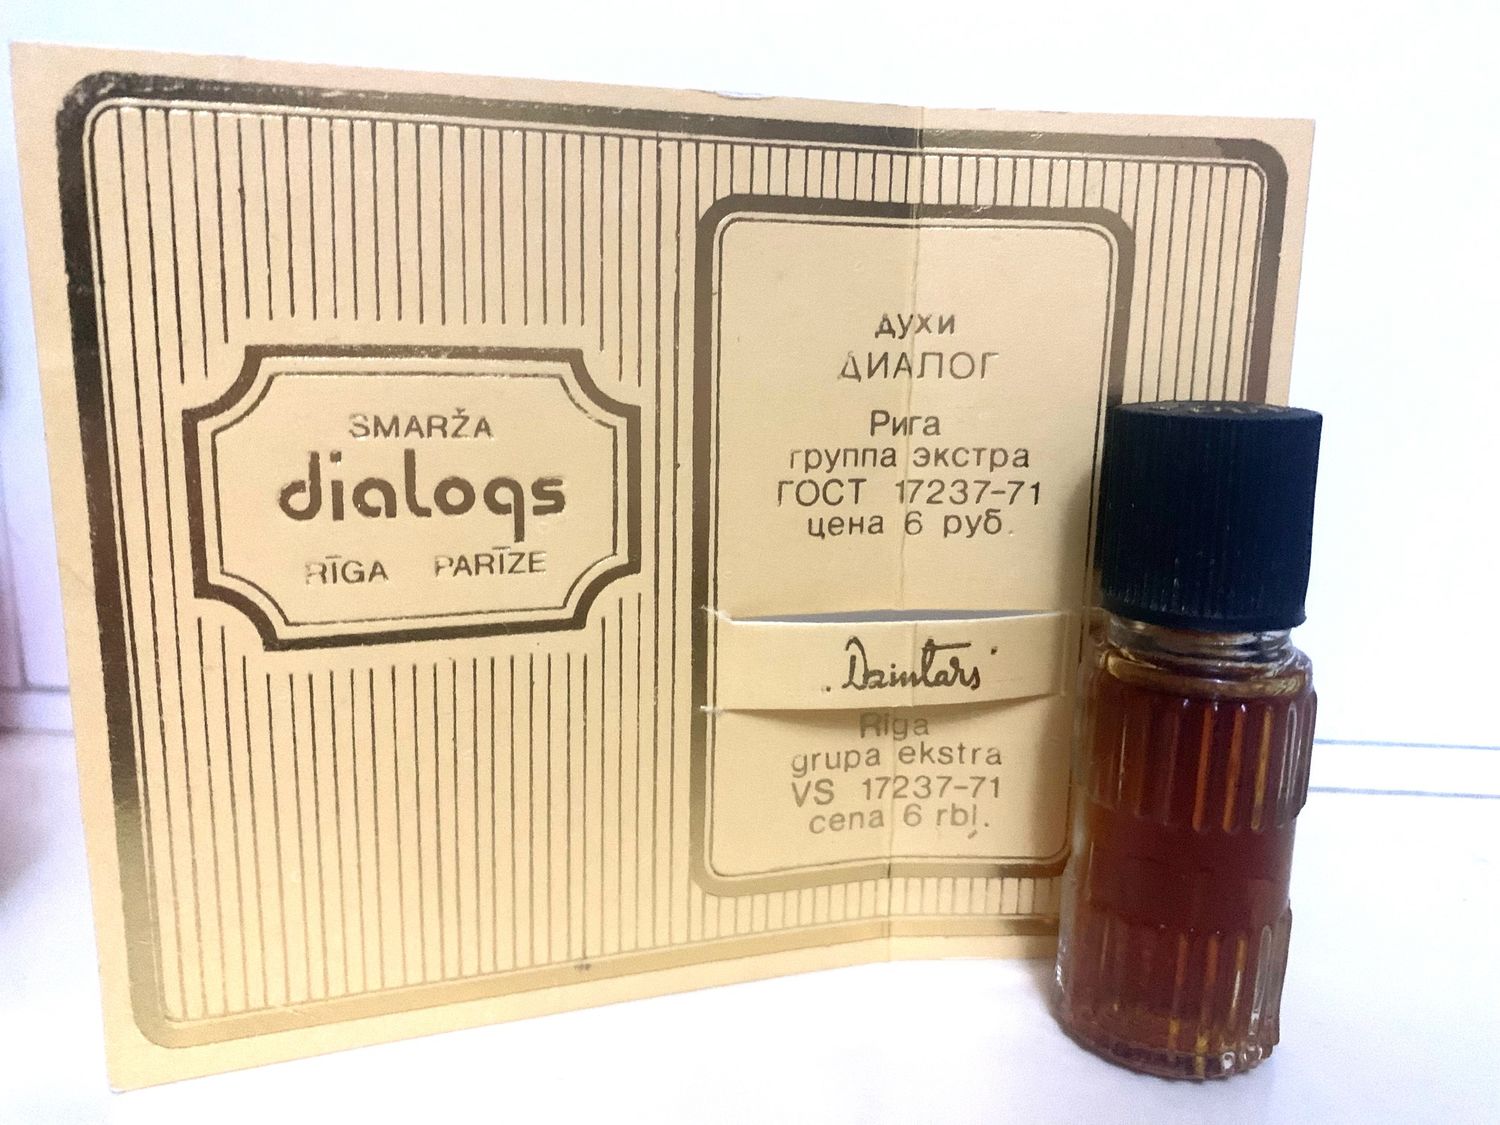 SMARŽA
dialogs
RĪGA PARĪZE
духи
ДИАЛОГ
Рига
группа экстра
ГОСТ 17237-71
цена 6 руб.
"Dzintars"
Rīga
grupa ekstra
VS 17237-71
cena 6 rbļ.